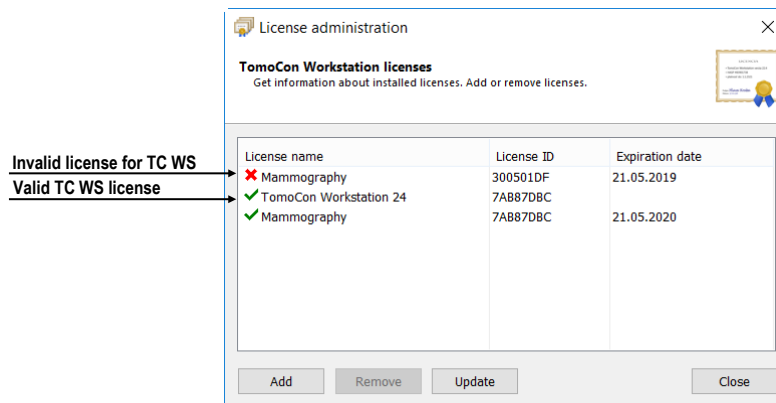 License administration
TomoCon Workstation licenses
Get information about installed licenses. Add or remove licenses.
License name License ID Expiration date
Invalid license for TC WS
Mammography 300501DF 21.05.2019
Valid TC WS license
TomoCon Workstation 24 7AB87DBC
Mammography 7AB87DBC 21.05.2020
Add Remove Update Close